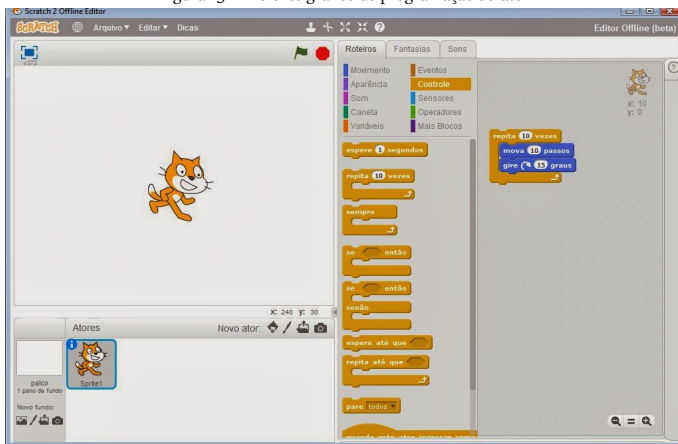 Scratch 2 Offline Editor
SCRATCH Arquivo Editar Dicas Editor Offline (beta)
v373
Roteiros Fantasias Sons
Movimento Eventos
Aparência Controle
Som Sensores
Caneta Operadores
Variáveis Mais Blocos
espere 1 segundos
repita 10 vezes
sempre
se então
se então
senão
espere até que
repita até que
pare todos
x: 10
y: 0
repita 10 vezes
mova 10 passos
gire 15 graus
X: 240 y: 30
Atores Novo ator:
palco
1 pano de fundo
Sprite1
Novo fundo: